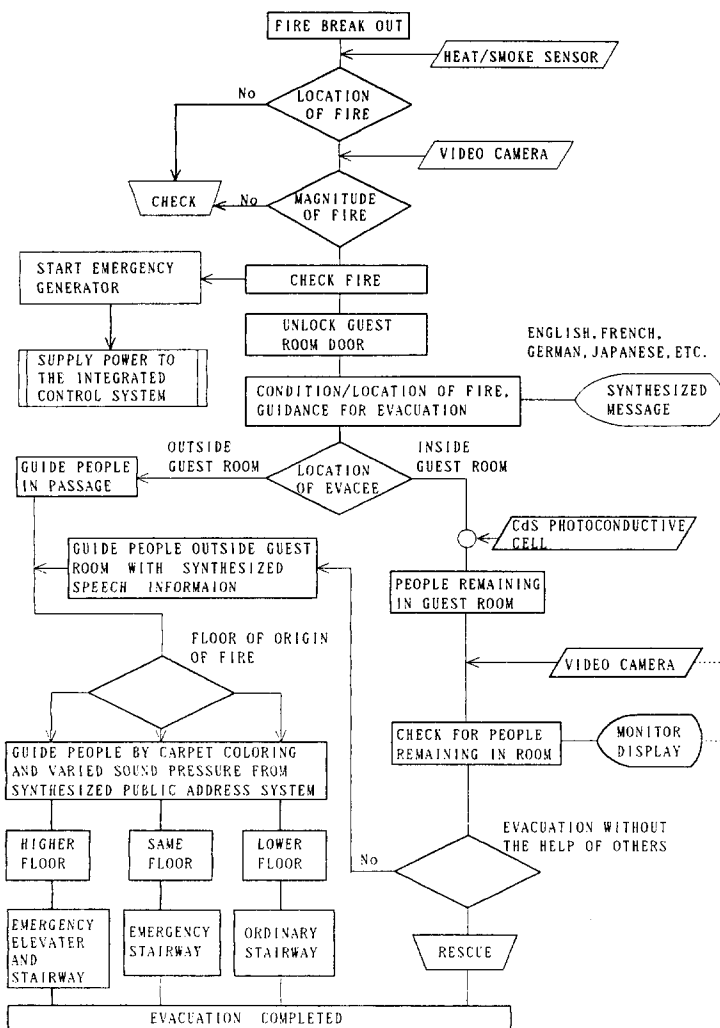 FIRE BREAK OUT
HEAT/SMOKE SENSOR
No
LOCATION
OF FIRE
VIDEO CAMERA
CHECK
No
MAGNITUDE
OF FIRE
START EMERGENCY
GENERATOR
CHECK FIRE
UNLOCK GUEST
ROOM DOOR
ENGLISH, FRENCH,
GERMAN, JAPANESE, ETC.
SUPPLY POWER TO
THE INTEGRATED
CONTROL SYSTEM
CONDITION/LOCATION OF FIRE,
GUIDANCE FOR EVACUATION
SYNTHESIZED
MESSAGE
OUTSIDE
GUEST ROOM
INSIDE
GUEST ROOM
GUIDE PEOPLE
IN PASSAGE
LOCATION
OF EVACEE
CdS PHOTOCONDUCTIVE
CELL
GUIDE PEOPLE OUTSIDE GUEST
ROOM WITH SYNTHESIZED
SPEECH INFORMAION
PEOPLE REMAINING
IN GUEST ROOM
FLOOR OF ORIGIN
OF FIRE
VIDEO CAMERA
GUIDE PEOPLE BY CARPET COLORING
AND VARIED SOUND PRESSURE FROM
SYNTHESIZED PUBLIC ADDRESS SYSTEM
CHECK FOR PEOPLE
REMAINING IN ROOM
MONITOR
DISPLAY
HIGHER
FLOOR
SAME
FLOOR
LOWER
FLOOR
No
EVACUATION WITHOUT
THE HELP OF OTHERS
EMERGENCY
ELEVATER
AND
STAIRWAY
EMERGENCY
STAIRWAY
ORDINARY
STAIRWAY
RESCUE
EVACUATION COMPLETED